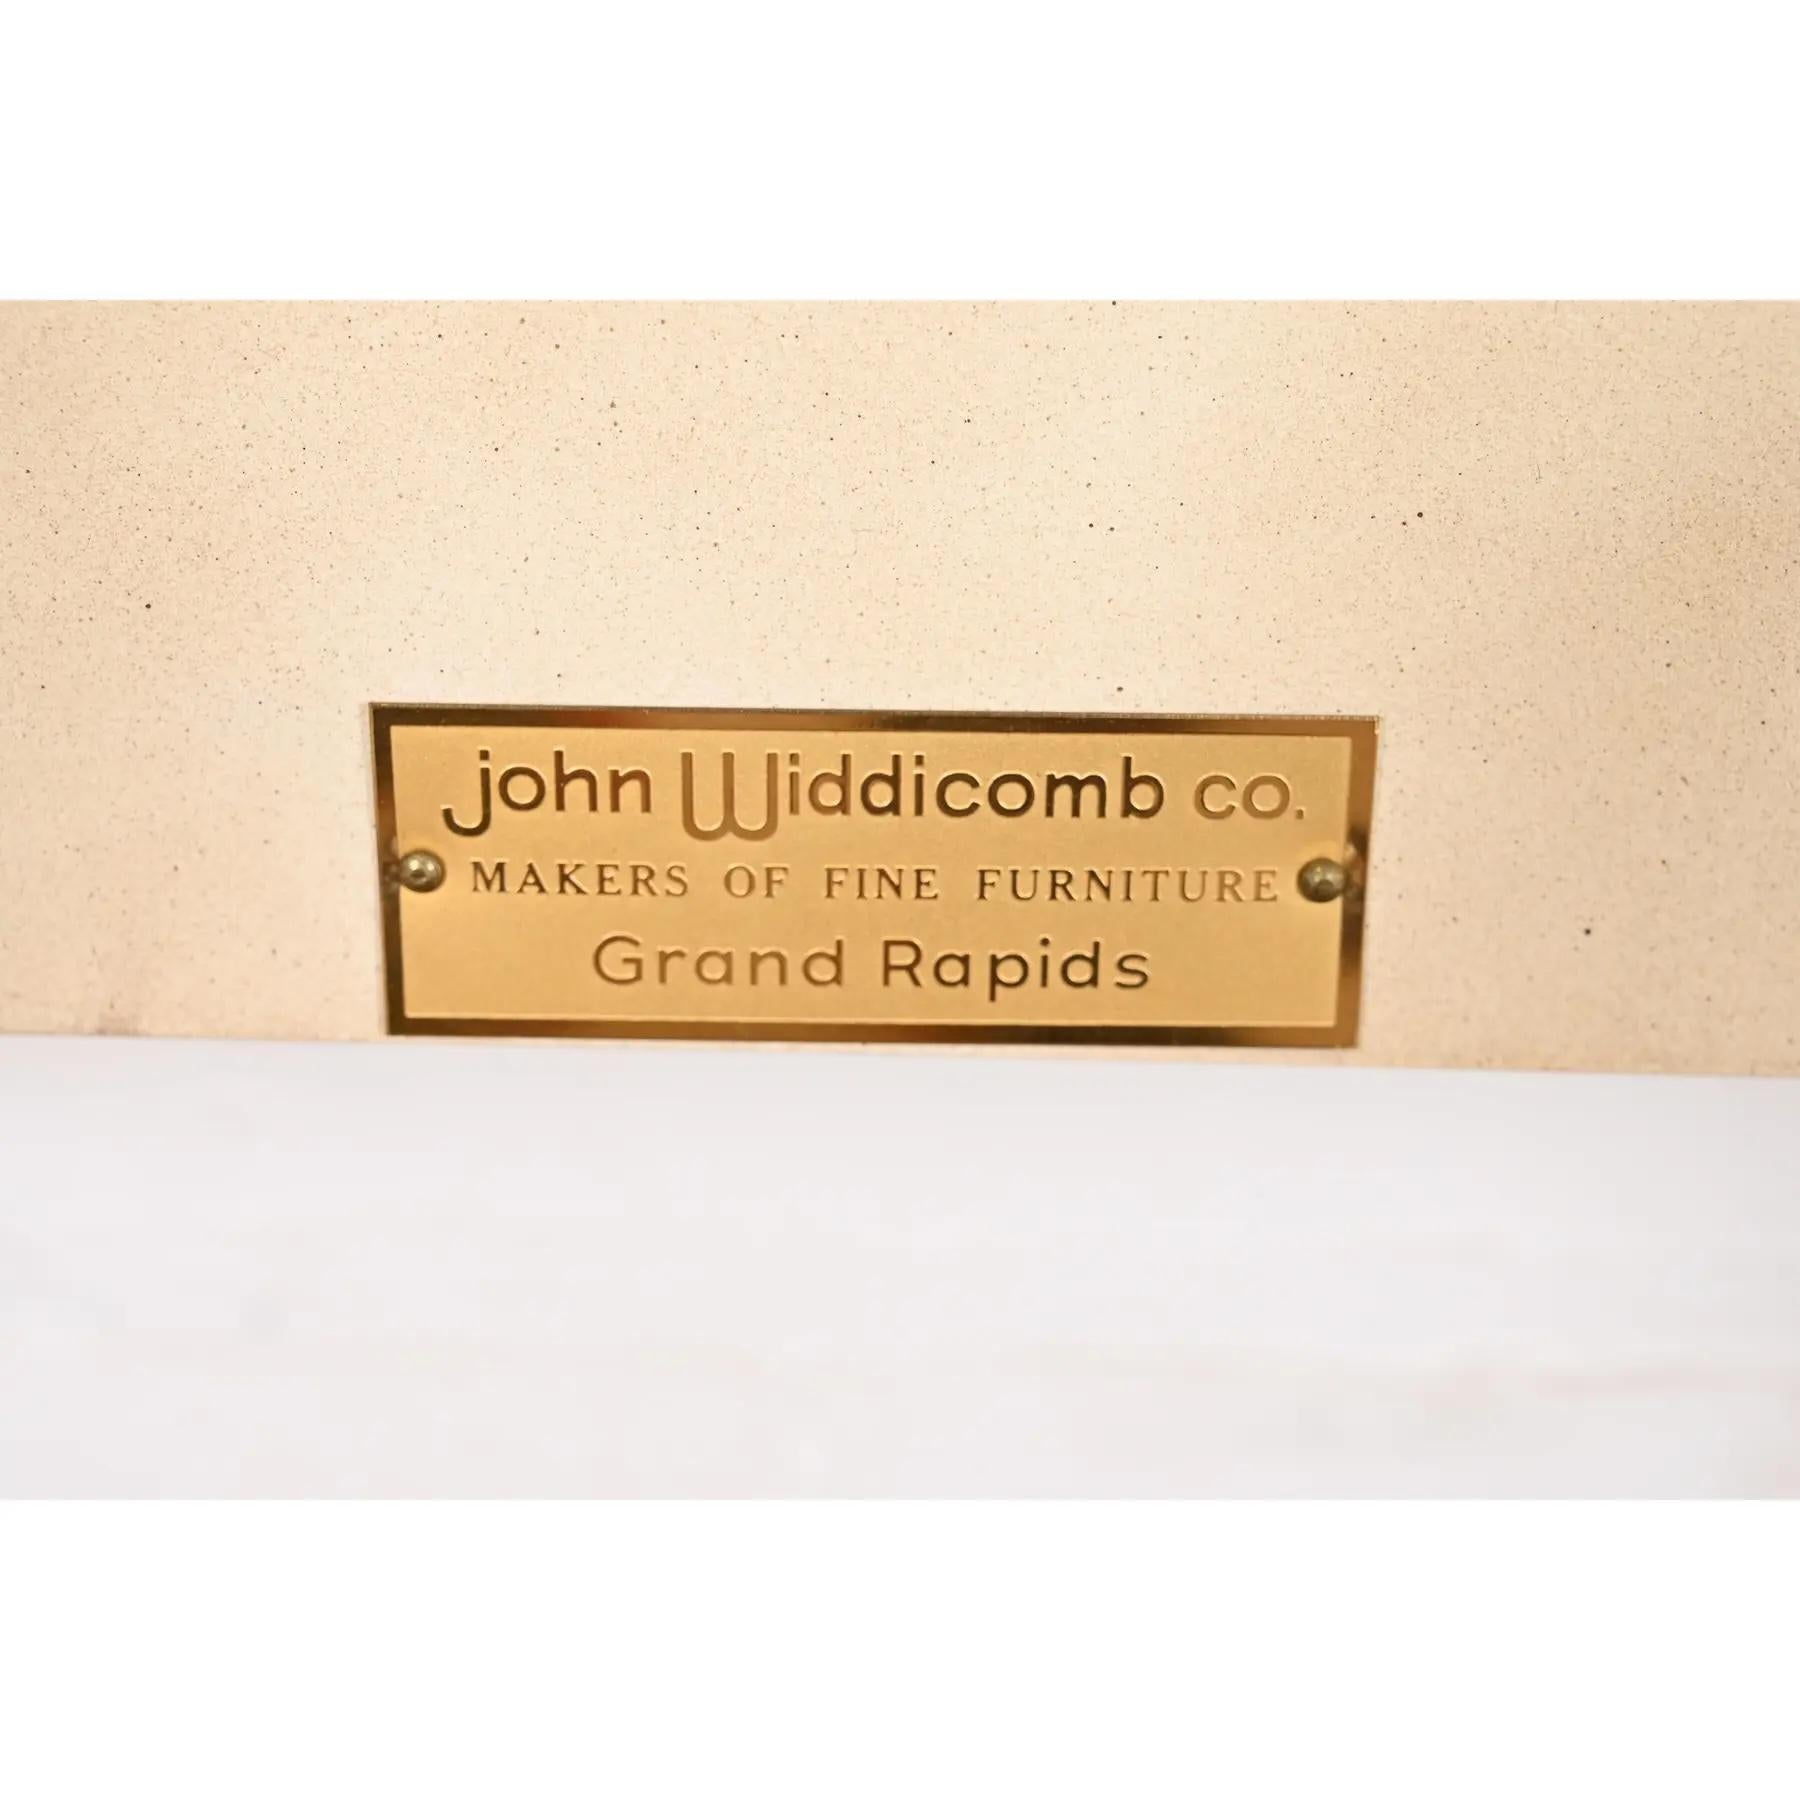 john Widdicomb co.
MAKERS OF FINE FURNITURE
Grand Rapids